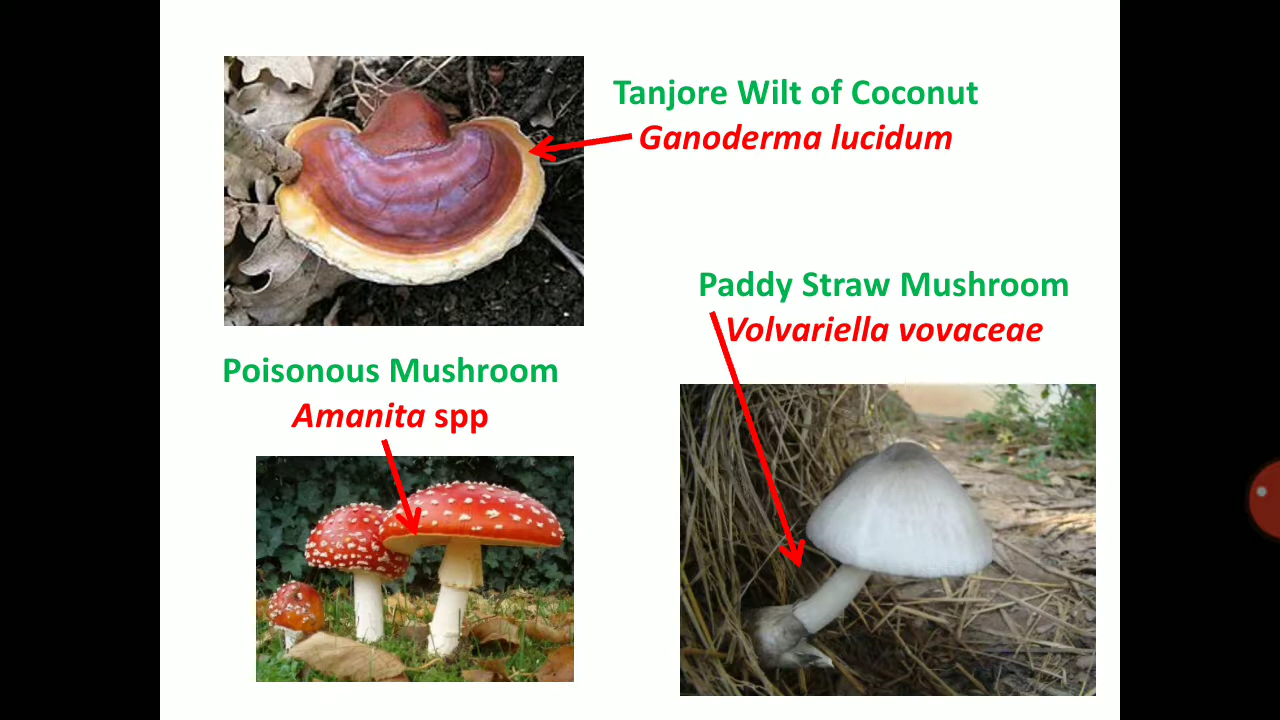 Tanjore Wilt of Coconut
Ganoderma lucidum
Paddy Straw Mushroom
Volvariella vovaceae
Poisonous Mushroom
Amanita spp